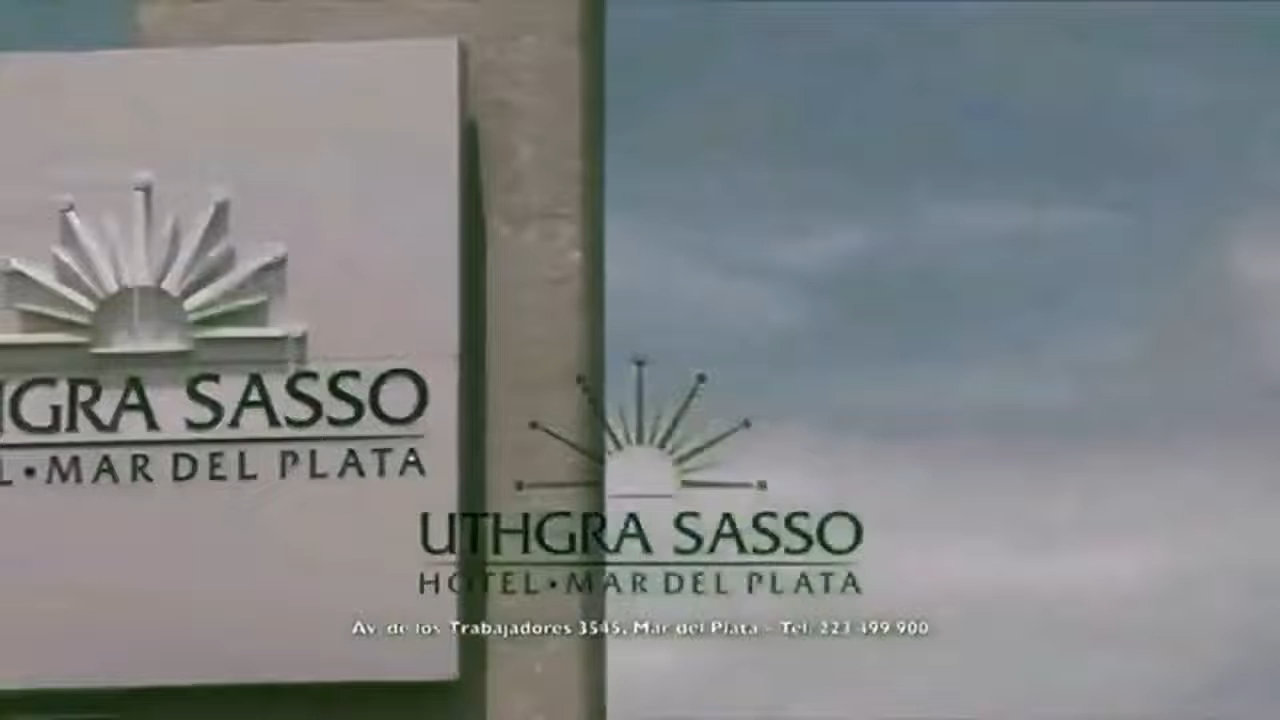 HGRA SASSO
L•MAR DEL PLATA
UTHGRA SASSO
HOTEL•MAR DEL PLATA
Av. de los Trabajadores 3545, Mar del Plata - Tel: 223 499 900